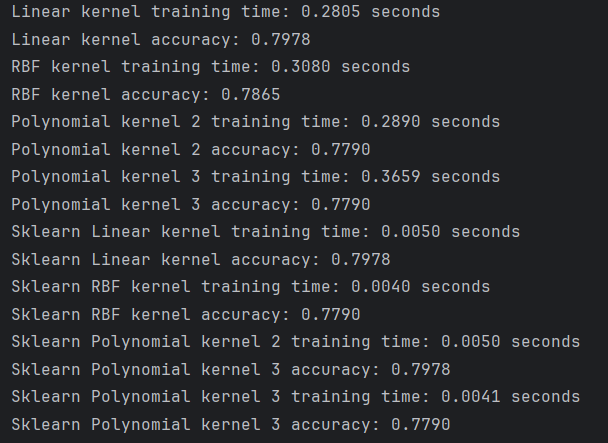 Linear kernel training time: 0.2805 seconds
Linear kernel accuracy: 0.7978
RBF kernel training time: 0.3080 seconds
RBF kernel accuracy: 0.7865
Polynomial kernel 2 training time: 0.2890 seconds
Polynomial kernel 2 accuracy: 0.7790
Polynomial kernel 3 training time: 0.3659 seconds
Polynomial kernel 3 accuracy: 0.7790
Sklearn Linear kernel training time: 0.0050 seconds
Sklearn Linear kernel accuracy: 0.7978
Sklearn RBF kernel training time: 0.0040 seconds
Sklearn RBF kernel accuracy: 0.7790
Sklearn Polynomial kernel 2 training time: 0.0050 seconds
Sklearn Polynomial kernel 3 accuracy: 0.7978
Sklearn Polynomial kernel 3 training time: 0.0041 seconds
Sklearn Polynomial kernel 3 accuracy: 0.7790